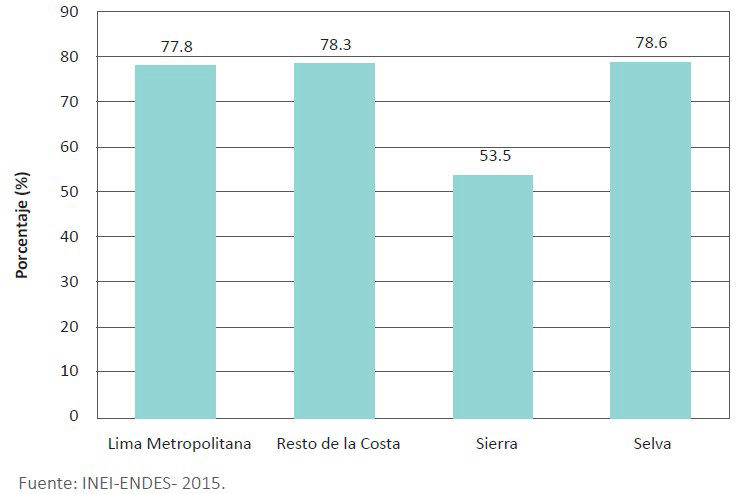 90
80
70
60
50
40
30
20
10
0
Porcentaje (%)
77.8
78.3
53.5
78.6
Lima Metropolitana
Resto de la Costa
Sierra
Selva
Fuente: INEI-ENDES- 2015.